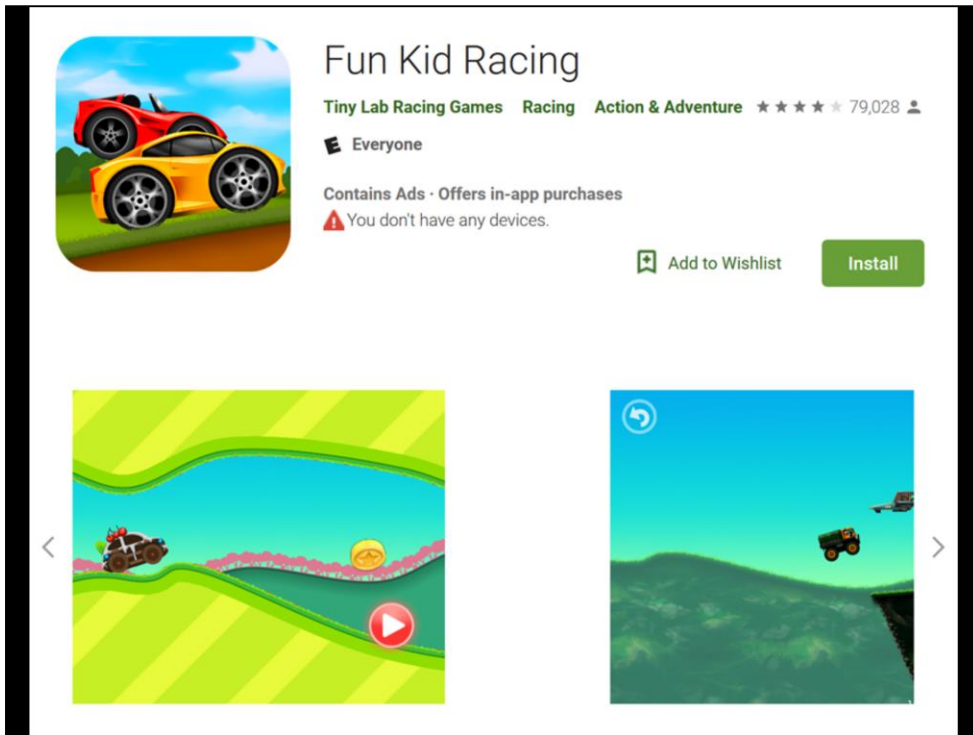 Fun Kid Racing
Tiny Lab Racing Games Racing Action & Adventure 79,028
E Everyone
Contains Ads · Offers in-app purchases
You don't have any devices.
Add to Wishlist Install